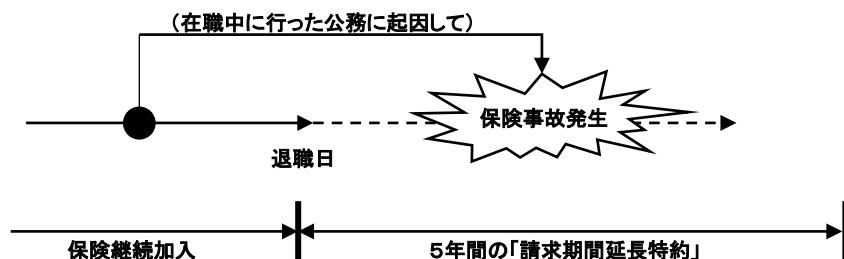 （在職中に行った公務に起因して）
保険事故発生
退職日
保険継続加入
５年間の「請求期間延長特約」